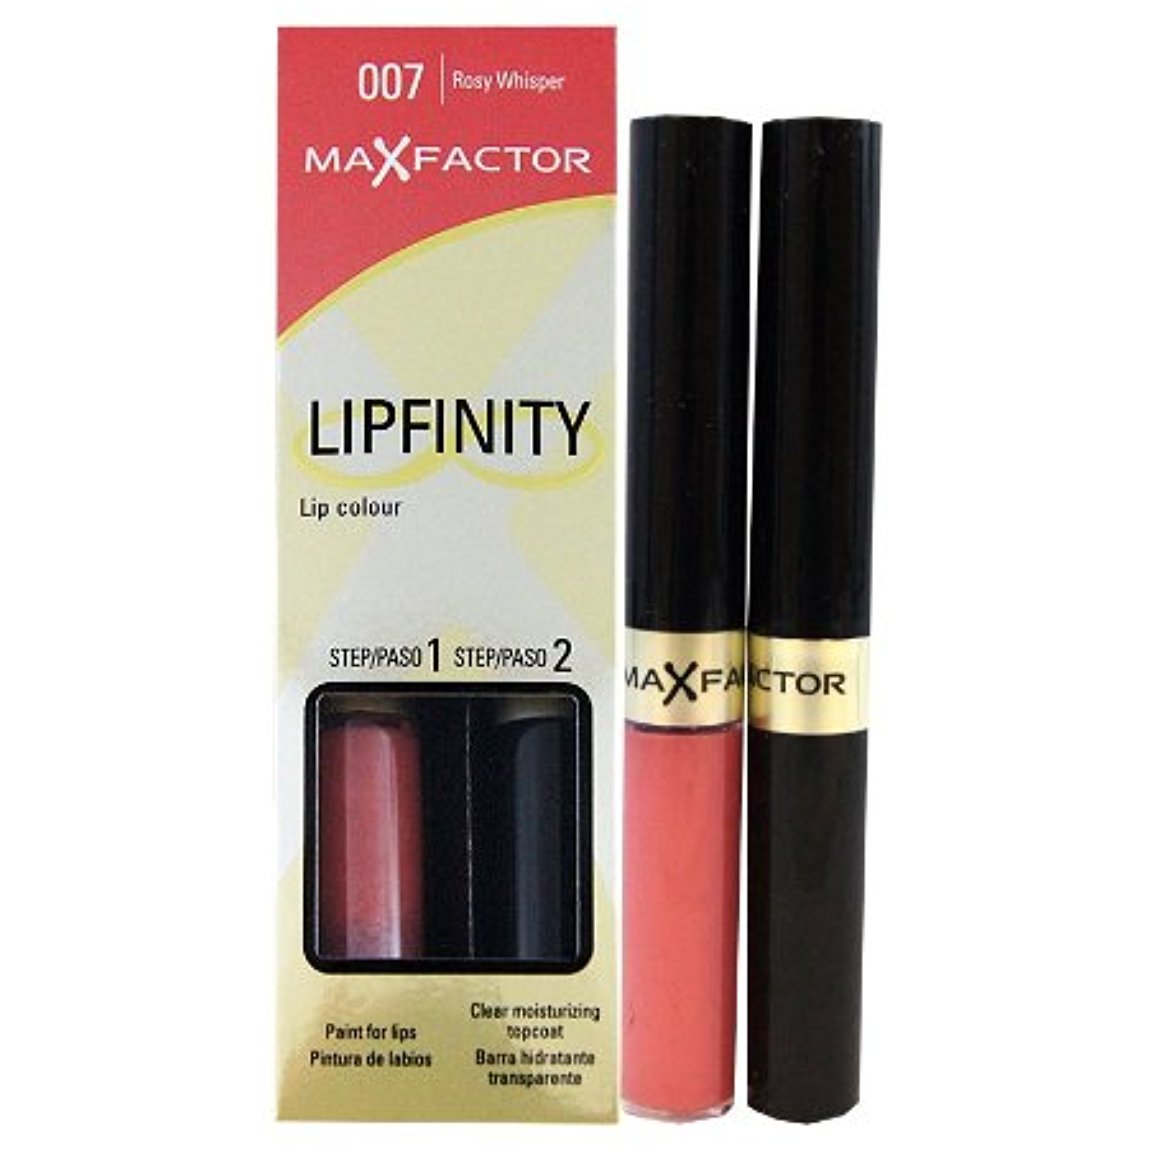 007 Rosy Whisper
MAXFACTOR
LIPFINITY
Lip colour
STEP/PASO 1 STEP/PASO 2
Paint for lips
Pintura de labios
Clear moisturizing
topcoat
Barra hidratante
transparente
MAXFA
CTOR